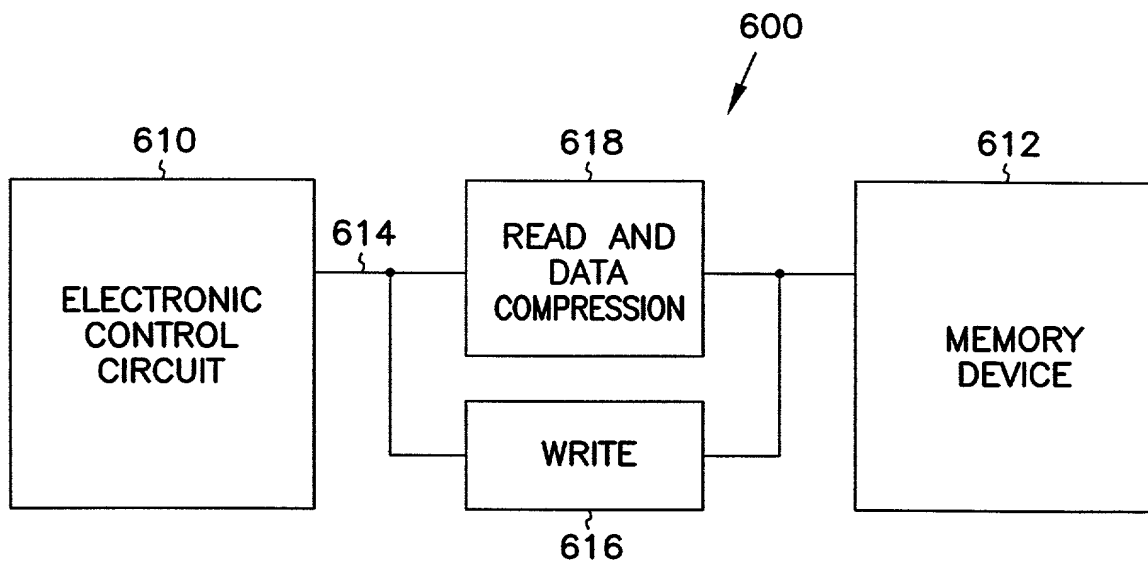 600
610
618
612
614
READ AND
DATA
COMPRESSION
ELECTRONIC
CONTROL
CIRCUIT
MEMORY
DEVICE
WRITE
616